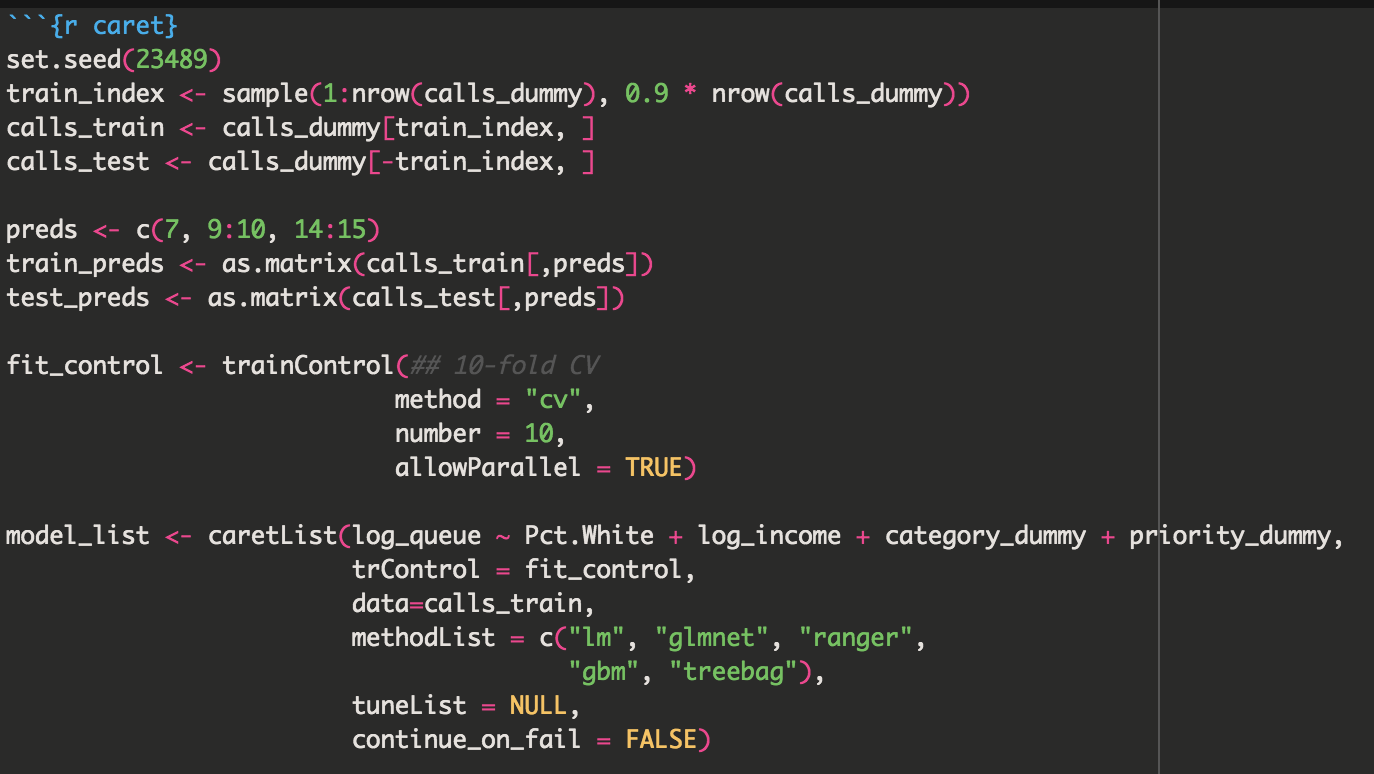 ```{r caret}
set.seed(23489)
train_index <- sample(1:nrow(calls_dummy), 0.9 * nrow(calls_dummy))
calls_train <- calls_dummy[train_index, ]
calls_test <- calls_dummy[-train_index, ]

preds <- c(7, 9:10, 14:15)
train_preds <- as.matrix(calls_train[,preds])
test_preds <- as.matrix(calls_test[,preds])

fit_control <- trainControl(## 10-fold CV
                           method = "cv",
                           number = 10,
                           allowParallel = TRUE)

model_list <- caretList(log_queue ~ Pct.White + log_income + category_dummy + priority_dummy,
                        trControl = fit_control,
                        data=calls_train,
                        methodList = c("lm", "glmnet", "ranger",
                                       "gbm", "treebag"),
                        tuneList = NULL,
                        continue_on_fail = FALSE)